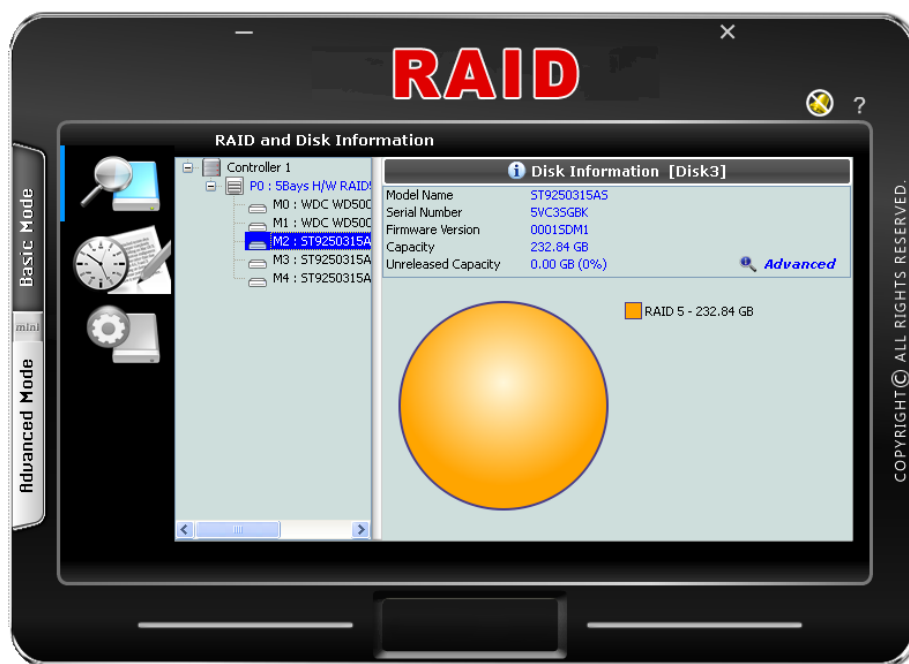 RAID
?
RAID and Disk Information
Controller 1
P0 : 5Bays H/W RAID
M0 : WDC WD500
M1 : WDC WD500
M2 : ST9250315A
M3 : ST9250315A
M4 : ST9250315A
Disk Information [Disk3]
Model Name ST9250315AS
Serial Number 5VC3SGBK
Firmware Version 0001SDM1
Capacity 232.84 GB
Unreleased Capacity 0.00 GB (0%)
Advanced
RAID 5 - 232.84 GB
Basic Mode
mini
Advanced Mode
COPYRIGHT© ALL RIGHTS RESERVED.